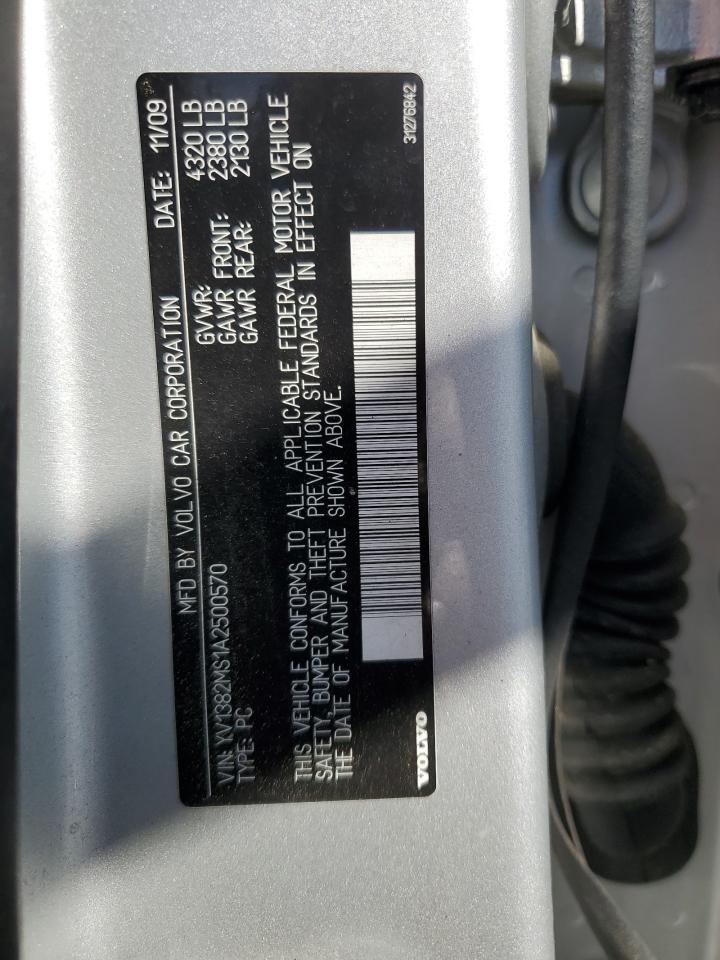 MFD BY VOLVO CAR CORPORATION DATE: 11/09
VIN: YV1382MS1A2500570
TYPE: PC
GVWR: 4320 LB
GAWR FRONT: 2380 LB
GAWR REAR: 2130 LB
THIS VEHICLE CONFORMS TO ALL APPLICABLE FEDERAL MOTOR VEHICLE
SAFETY, BUMPER AND THEFT PREVENTION STANDARDS IN EFFECT ON
THE DATE OF MANUFACTURE SHOWN ABOVE.
VOLVO
31276842